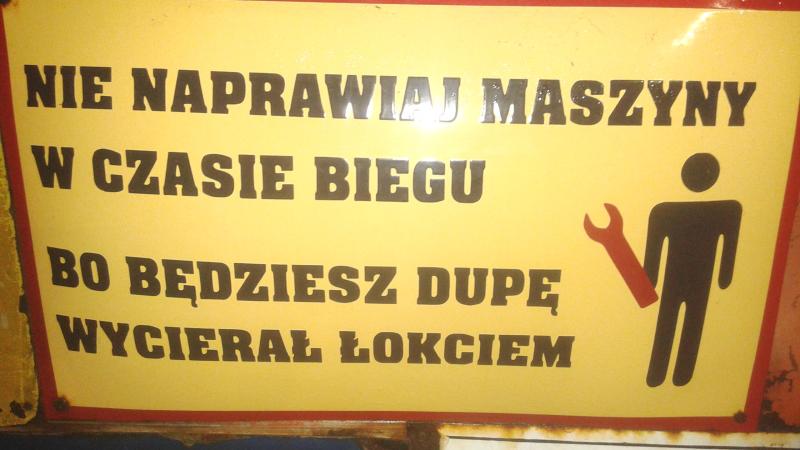 NIE NAPRAWIAJ MASZYNY
W CZASIE BIEGU
BO BĘDZIESZ DUPĘ
WYCIERAŁ ŁOKCIEM